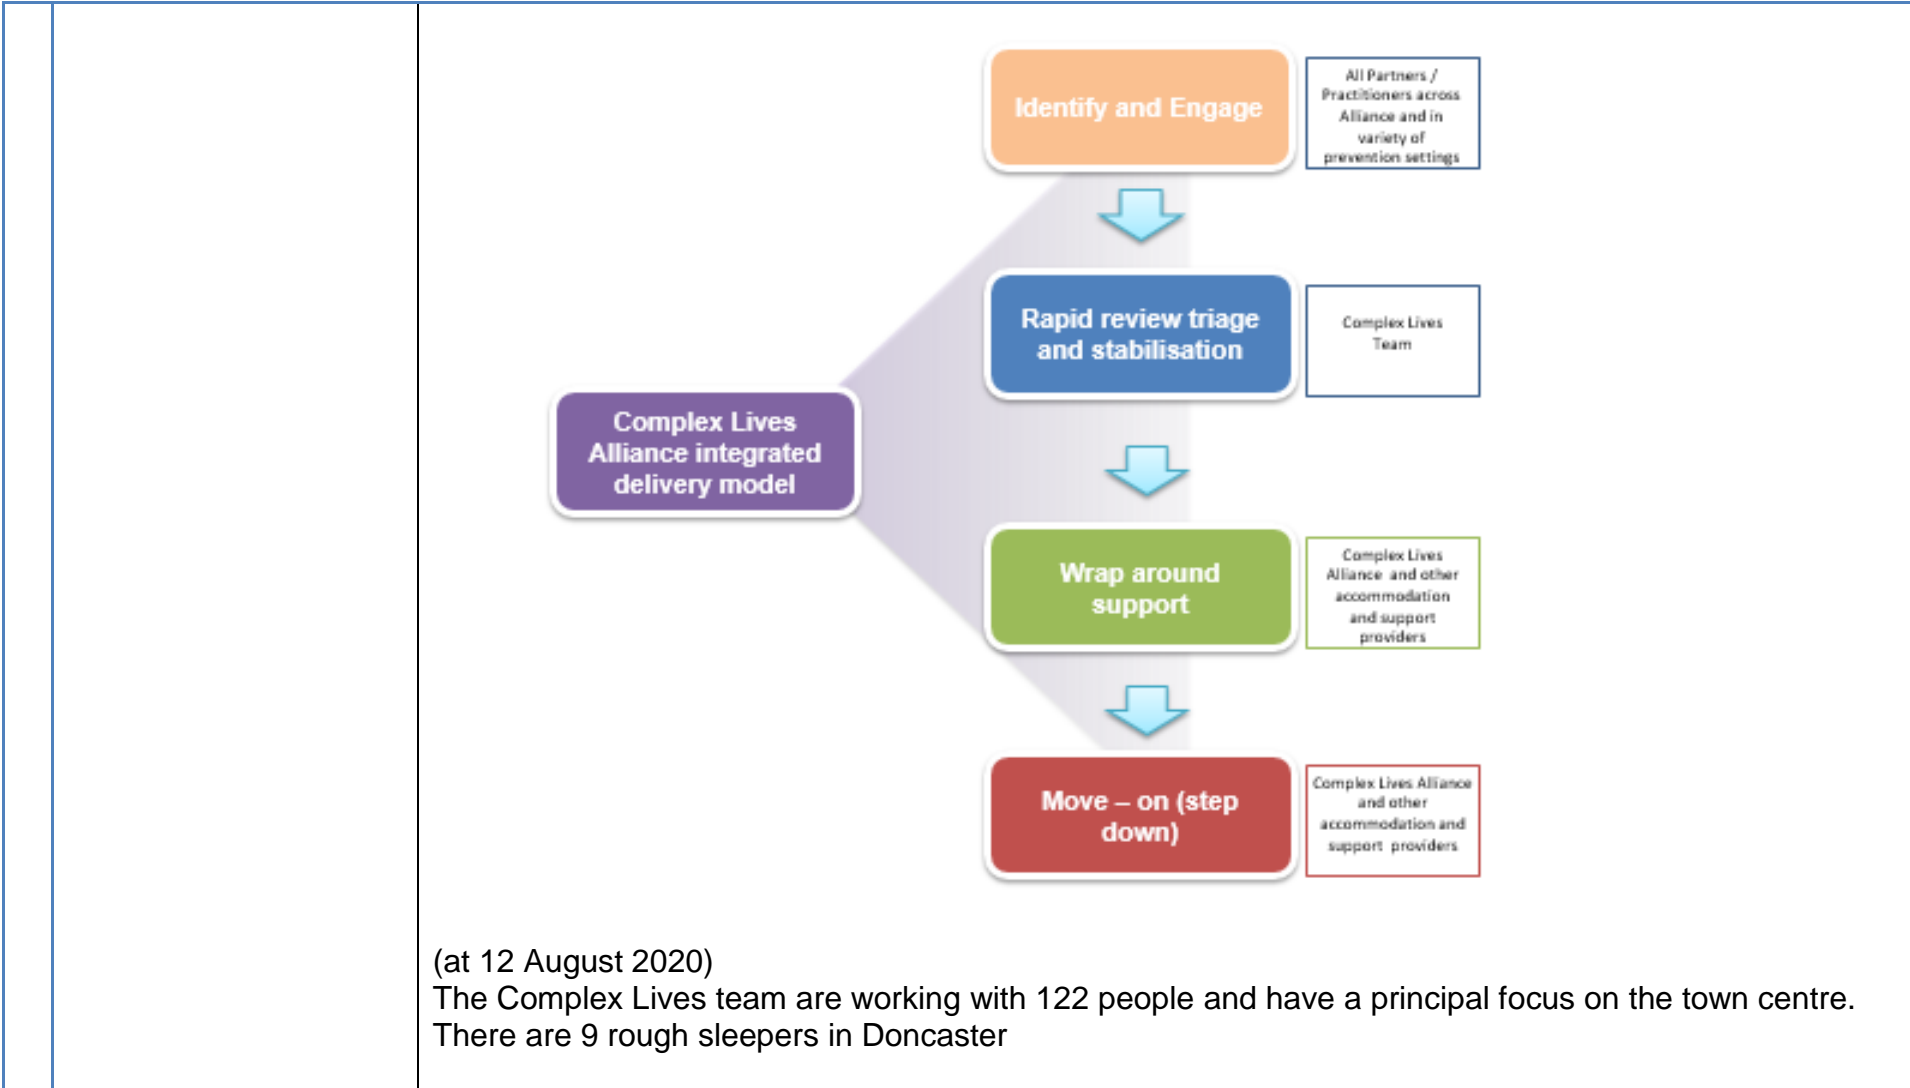 Identify and Engage
All Partners /
Practitioners across
Alliance and in
variety of
prevention settings
Rapid review triage
and stabilisation
Complex Lives
Team
Complex Lives
Alliance integrated
delivery model
Wrap around
support
Complex Lives
Alliance and other
accommodation
and support
providers
Move – on (step
down)
Complex Lives Alliance
and other
accommodation and
support providers
(at 12 August 2020)
The Complex Lives team are working with 122 people and have a principal focus on the town centre.
There are 9 rough sleepers in Doncaster